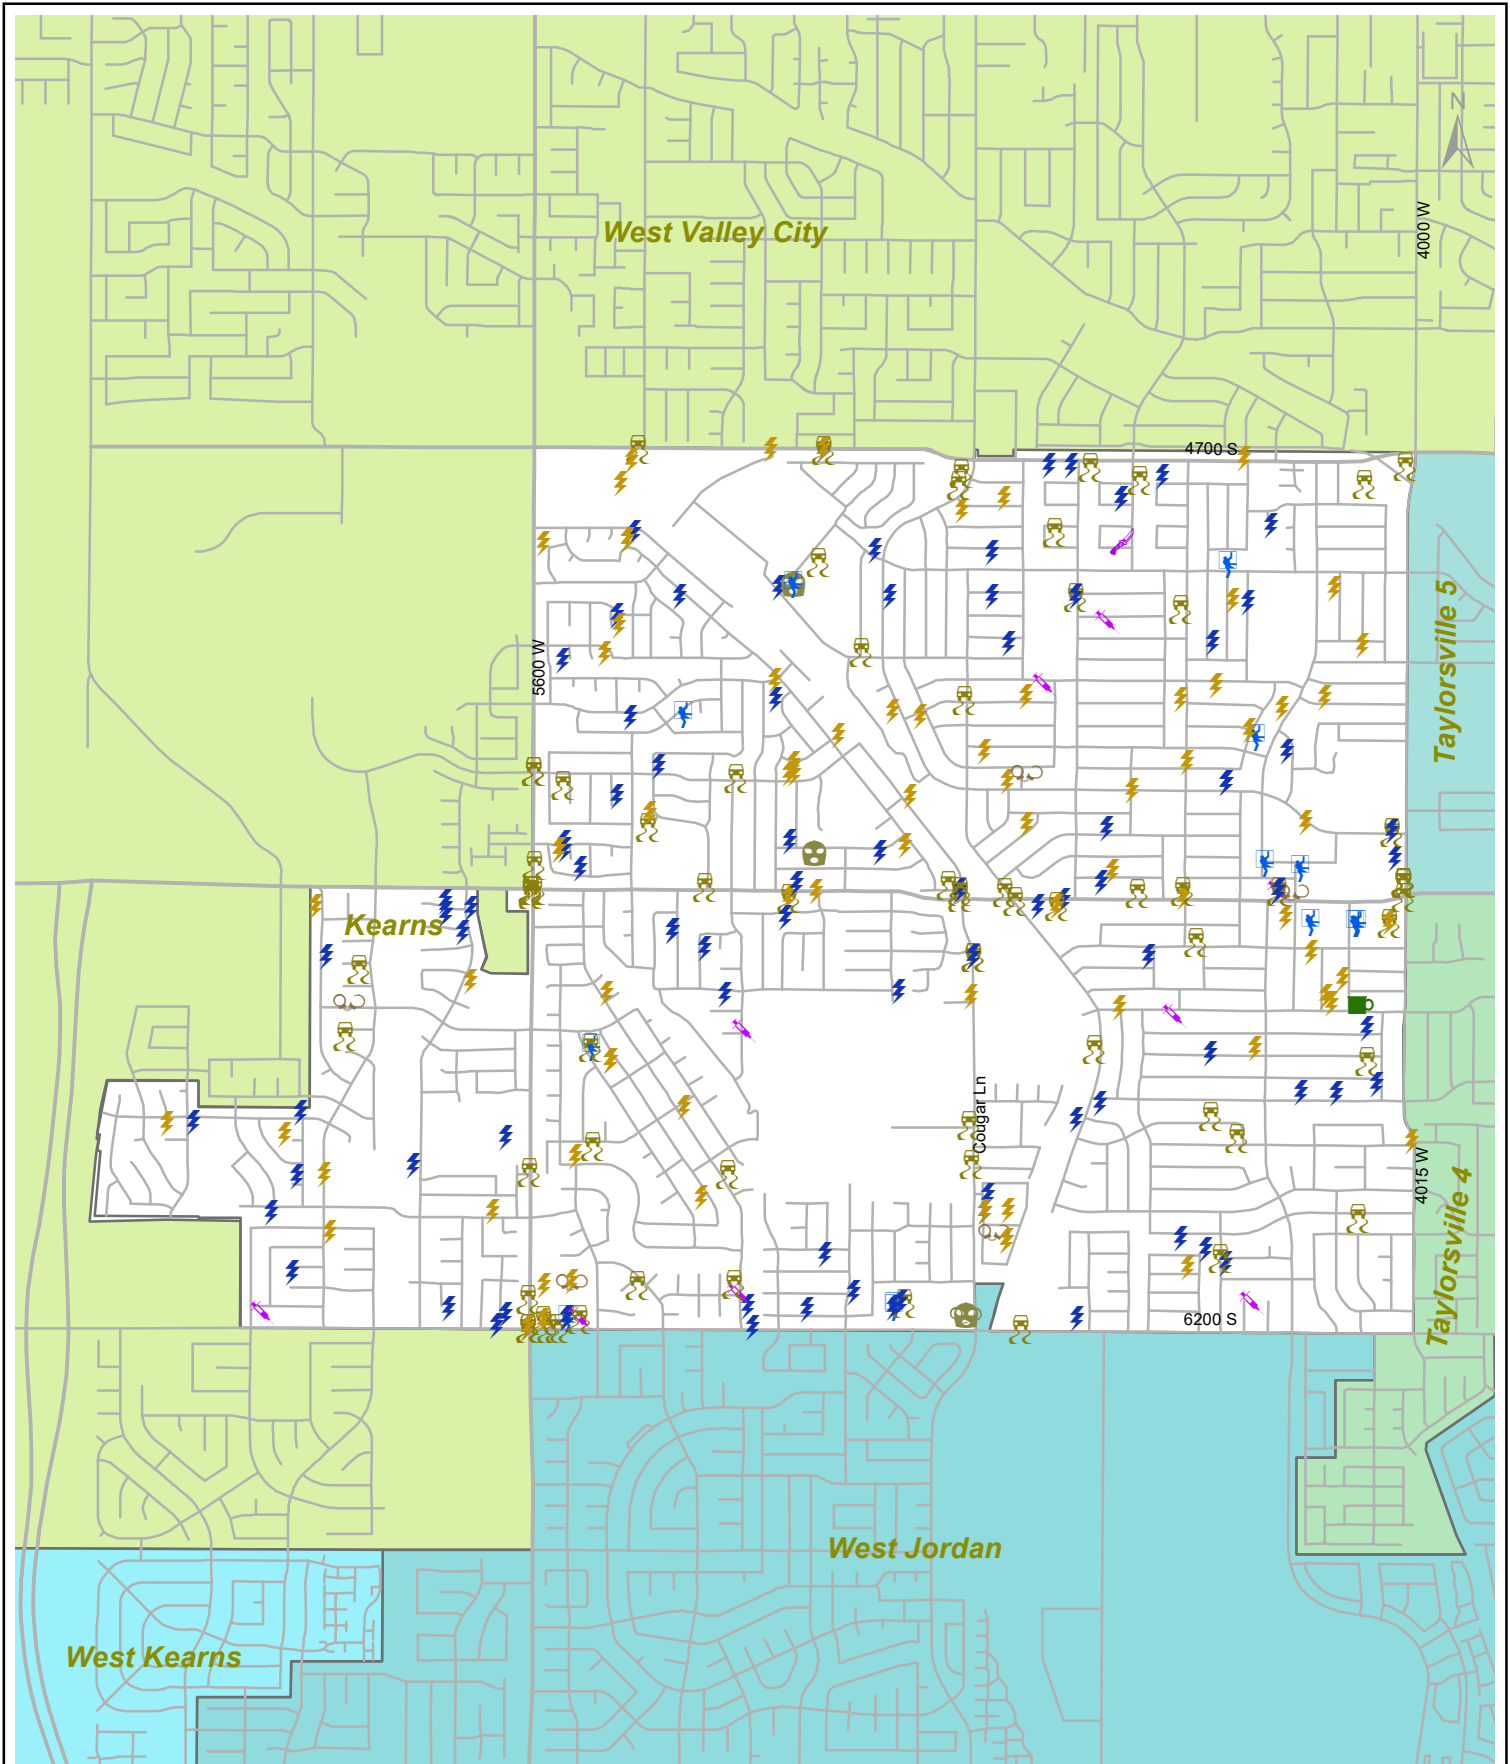 N
4000 W
West Valley City
4700 S
Taylorsville 5
5600 W
Kearns
Cougar Ln
4015 W
Taylorsville 4
6200 S
West Jordan
West Kearns